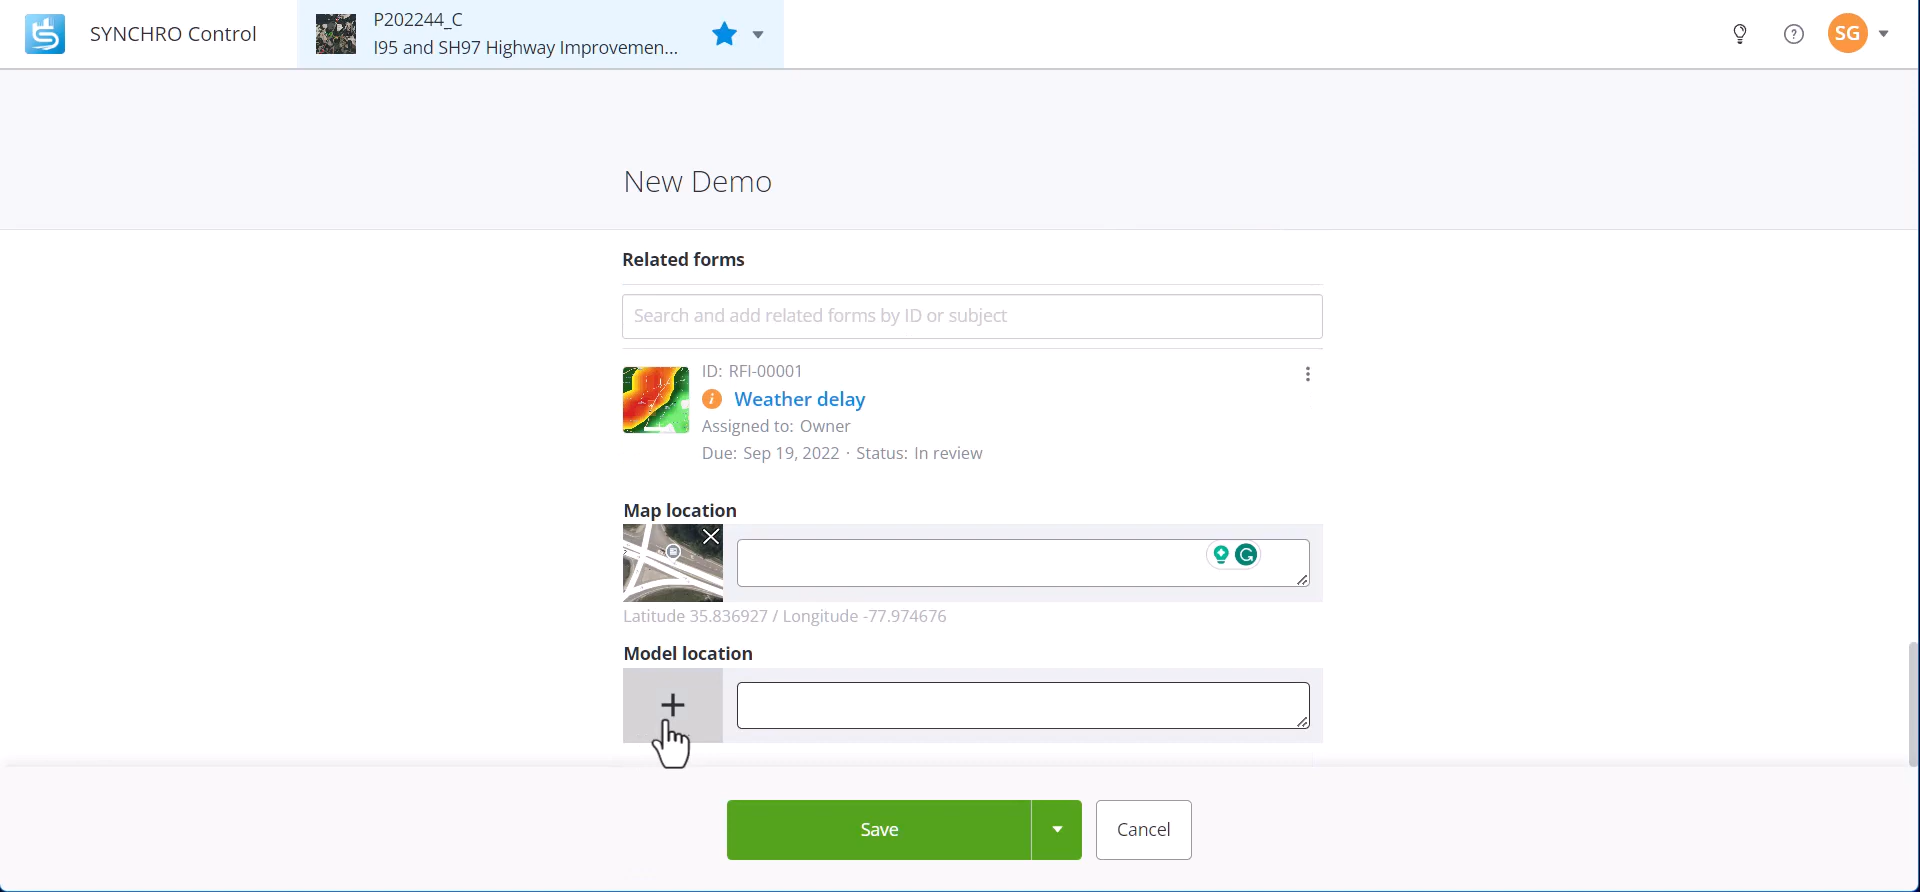 SYNCHRO Control
P202244_C
I95 and SH97 Highway Improvemen...
SG
New Demo
Related forms
Search and add related forms by ID or subject
ID: RFI-00001
Weather delay
Assigned to: Owner
Due: Sep 19, 2022 · Status: In review
Map location
Latitude 35.836927 / Longitude -77.974676
Model location
Save
Cancel